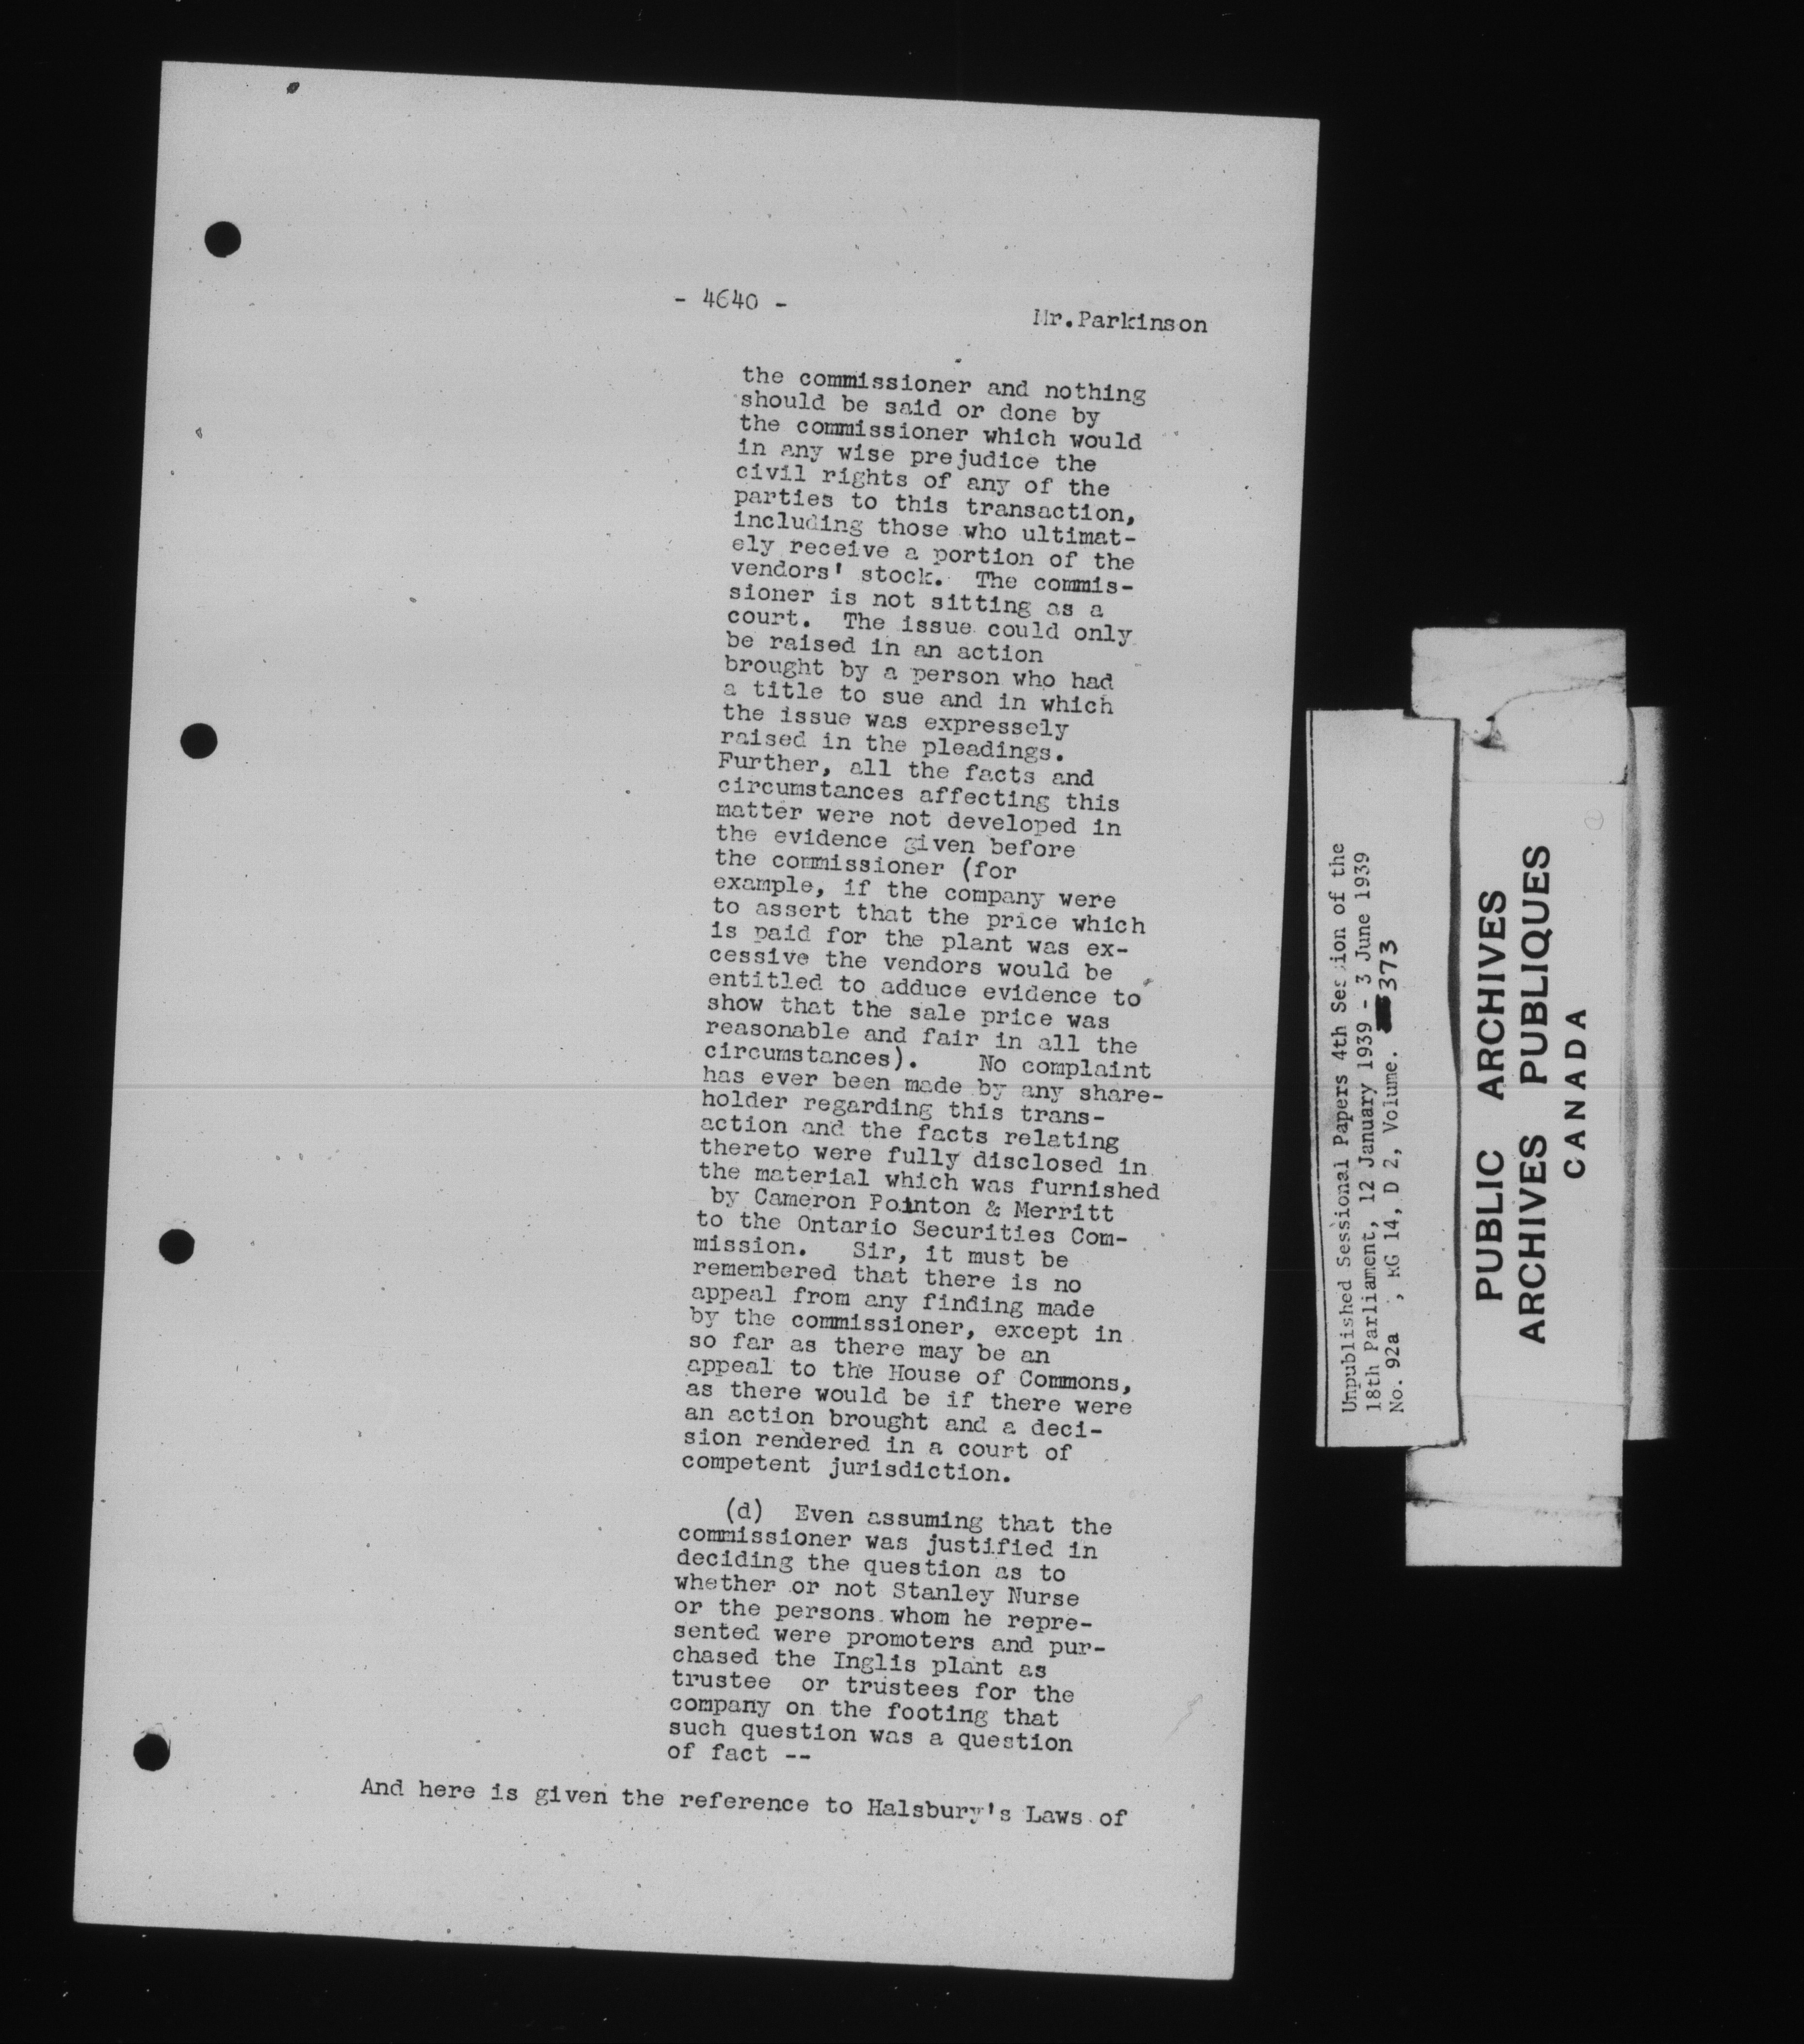 - 4640 -
Mr.Parkinson
the commissioner and nothing
should be said or done by
the commissioner which would
in any wise prejudice the
civil rights of any of the
parties to this transaction,
including those who ultimat-
ely receive a portion of the
vendors' stock. The commis-
sioner is not sitting as a
court. The issue could only
be raised in an action
brought by a person who had
a title to sue and in which
the issue was expressely
raised in the pleadings.
Further, all the facts and
circumstances affecting this
matter were not developed in
the evidence given before
the commissioner (for
example, if the company were
to assert that the price which
is paid for the plant was ex-
cessive the vendors would be
entitled to adduce evidence to
show that the sale price was
reasonable and fair in all the
circumstances). No complaint
has ever been made by any share-
holder regarding this trans-
action and the facts relating
thereto were fully disclosed in
the material which was furnished
by Cameron Pointon & Merritt
to the Ontario Securities Com-
mission. Sir, it must be
remembered that there is no
appeal from any finding made
by the commissioner, except in
so far as there may be an
appeal to the House of Commons,
as there would be if there were
an action brought and a deci-
sion rendered in a court of
competent jurisdiction.
(d) Even assuming that the
commissioner was justified in
deciding the question as to
whether or not Stanley Nurse
or the persons whom he repre-
sented were promoters and pur-
chased the Inglis plant as
trustee or trustees for the
company on the footing that
such question was a question
of fact --
And here is given the reference to Halsbury's Laws of
Unpublished Sessional Papers 4th Session of the
18th Parliament, 12 January 1939 - 3 June 1939
No. 92a , RG 14, D 2, Volume. 373
PUBLIC ARCHIVES
ARCHIVES PUBLIQUES
CANADA